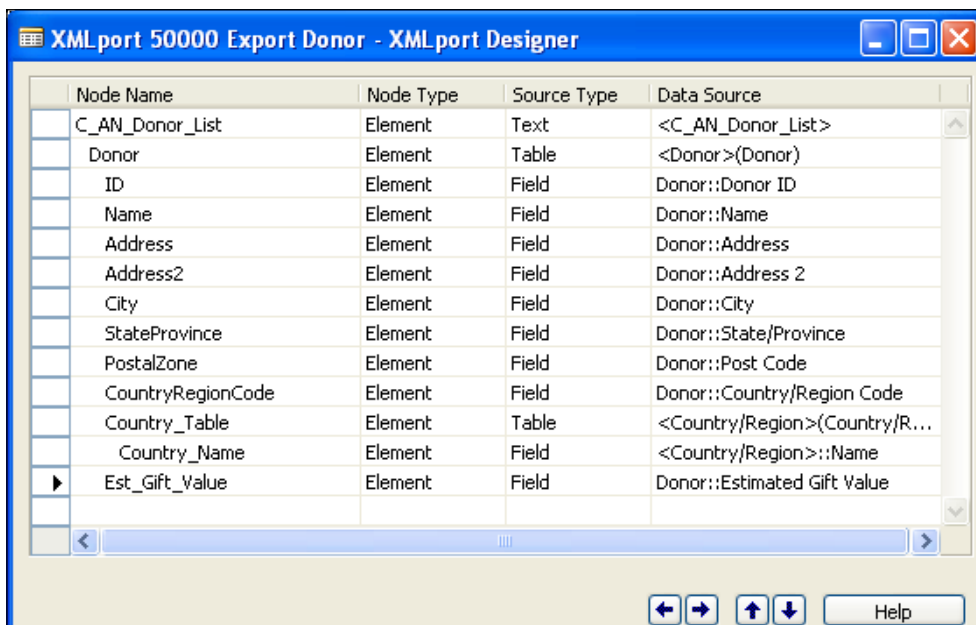 XMLport 50000 Export Donor - XMLport Designer
Node Name Node Type Source Type Data Source
C_AN_Donor_List Element Text <C_AN_Donor_List>
Donor Element Table <Donor>(Donor)
ID Element Field Donor::Donor ID
Name Element Field Donor::Name
Address Element Field Donor::Address
Address2 Element Field Donor::Address 2
City Element Field Donor::City
StateProvince Element Field Donor::State/Province
PostalZone Element Field Donor::Post Code
CountryRegionCode Element Field Donor::Country/Region Code
Country_Table Element Table <Country/Region>(Country/R...
Country_Name Element Field <Country/Region>::Name
Est_Gift_Value Element Field Donor::Estimated Gift Value
Help